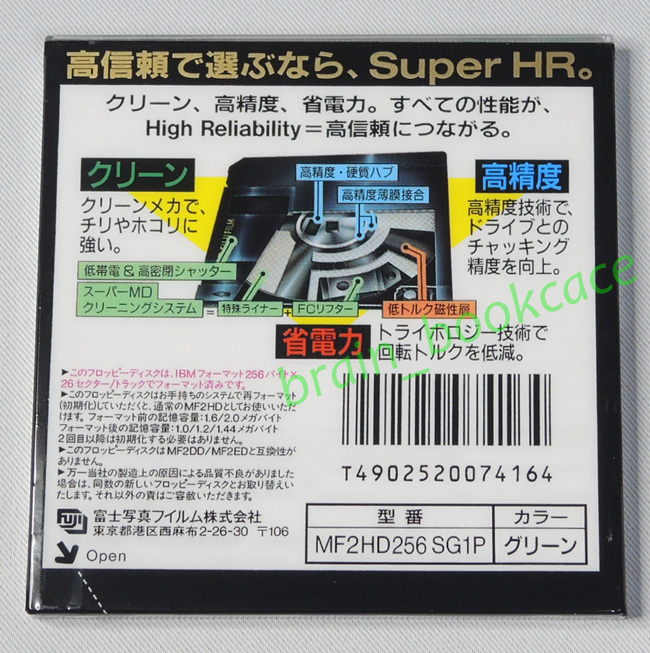 高信頼で選ぶなら、Super HR。
クリーン、高精度、省電力。すべての性能が、
High Reliability＝高信頼につながる。
クリーン
クリーンメカで、
チリやホコリに
強い。
高精度・硬質ハブ
高精度薄膜接合
高精度
高精度技術で、
ドライブとの
チャッキング
精度を向上。
低帯電&高密閉シャッター
スーパーMD
クリーニングシステム
=
特殊ライナー
+
FCリフター
低トルク磁性層
省電力
トライボロジー技術で
回転トルクを低減。
▶このフロッピーディスクは、IBMフォーマット256バイト×
26セクター/トラックでフォーマット済みです。
▶このフロッピーディスクはお手持ちのシステムで再フォーマット
(初期化)していただくと、通常のMF2HDとしてお使いいただ
けます。フォーマット前の記憶容量:1.6/2.0メガバイト
フォーマット後の記憶容量:1.0/1.2/1.44メガバイト
2回目以降は初期化する必要はありません。
▶このフロッピーディスクはMF2DD/MF2EDと互換性が
ありません。
▶万一当社の製造上の原因による品質不良がありました
場合は、同数の新しいフロッピーディスクとお取り替えい
たします。それ以外の責はご容赦いただきます。
T4902520074164
FUJI
富士写真フイルム株式会社
東京都港区西麻布2-26-30 〒106
Open
型番
カラー
MF2HD256 SG1P
グリーン
brain_bookcace